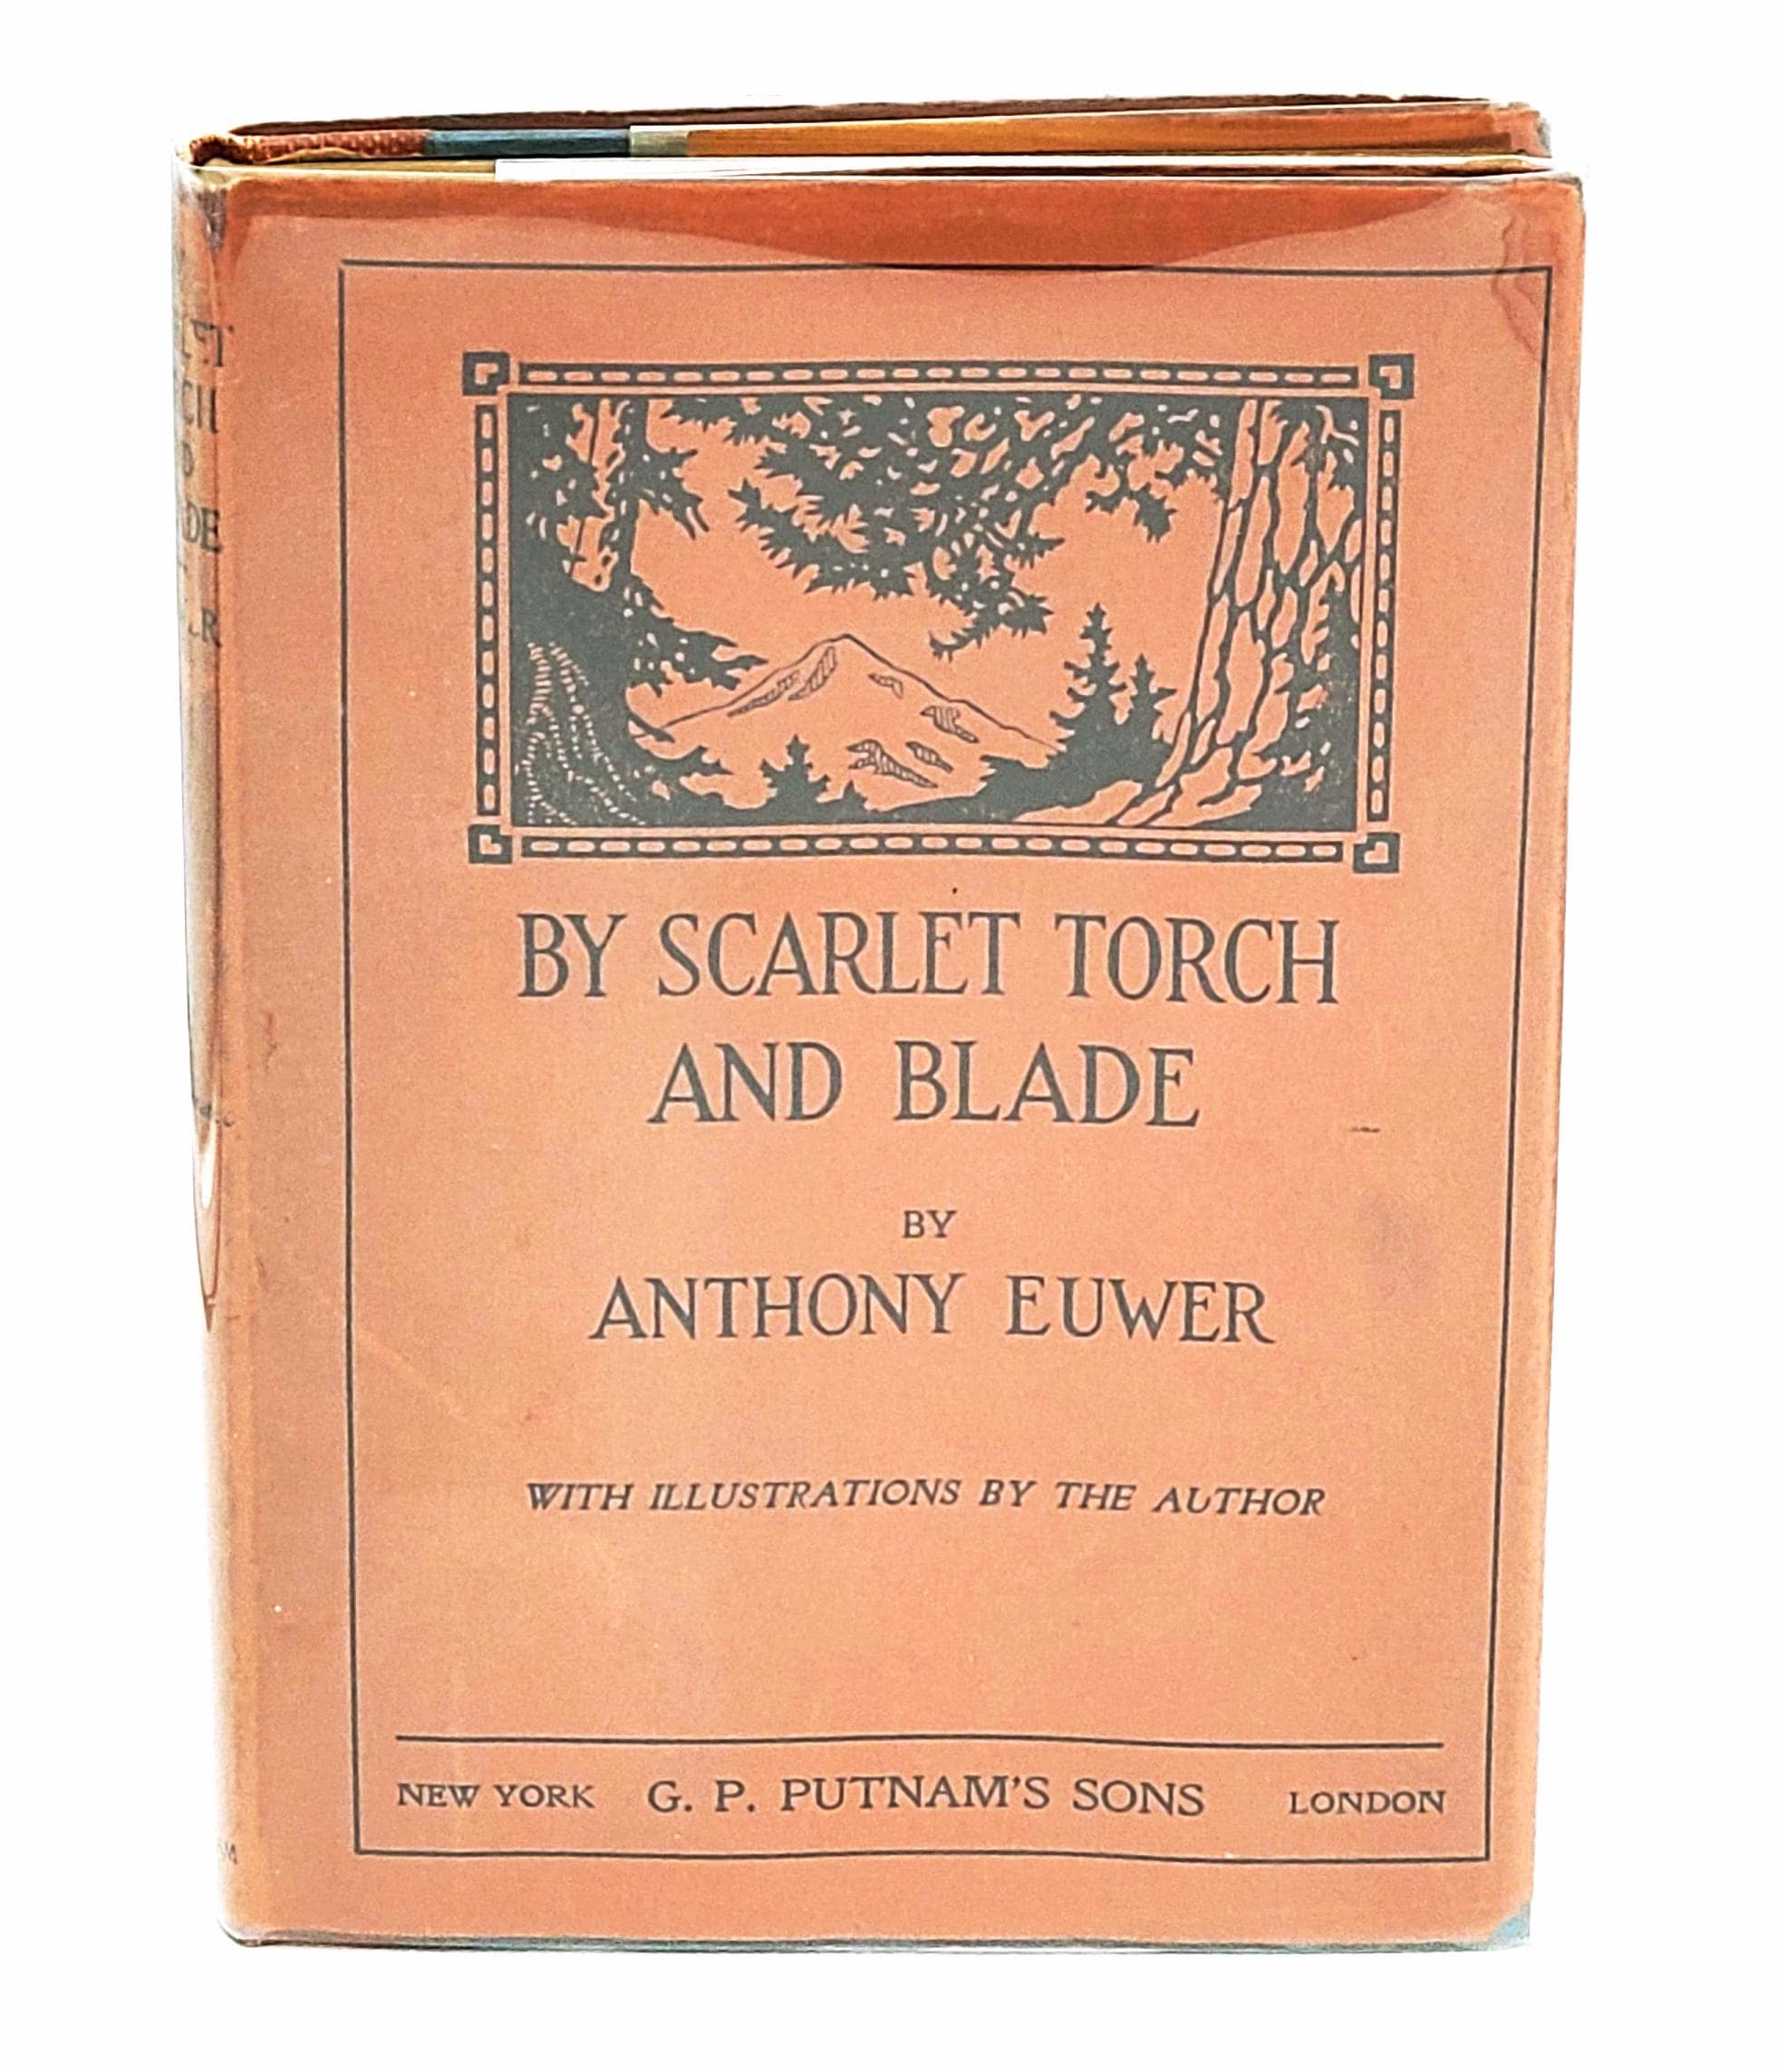 BY SCARLET TORCH
AND BLADE
BY
ANTHONY EUWER
WITH ILLUSTRATIONS BY THE AUTHOR
NEW YORK G. P. PUTNAM'S SONS LONDON